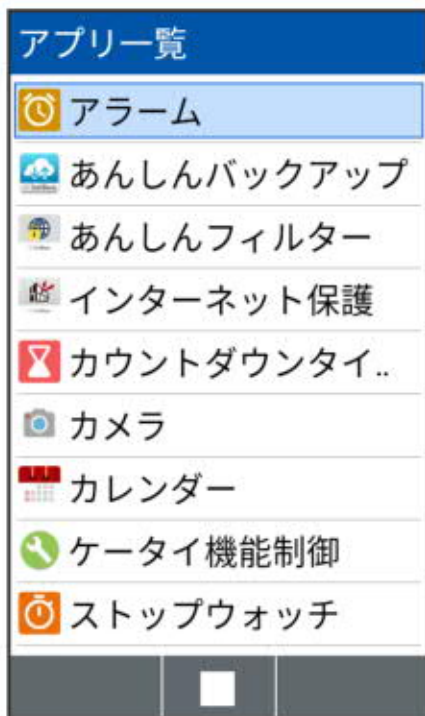 アプリ一覧
アラーム
あんしんバックアップ
あんしんフィルター
インターネット保護
カウントダウンタイ..
カメラ
カレンダー
ケータイ機能制御
ストップウォッチ